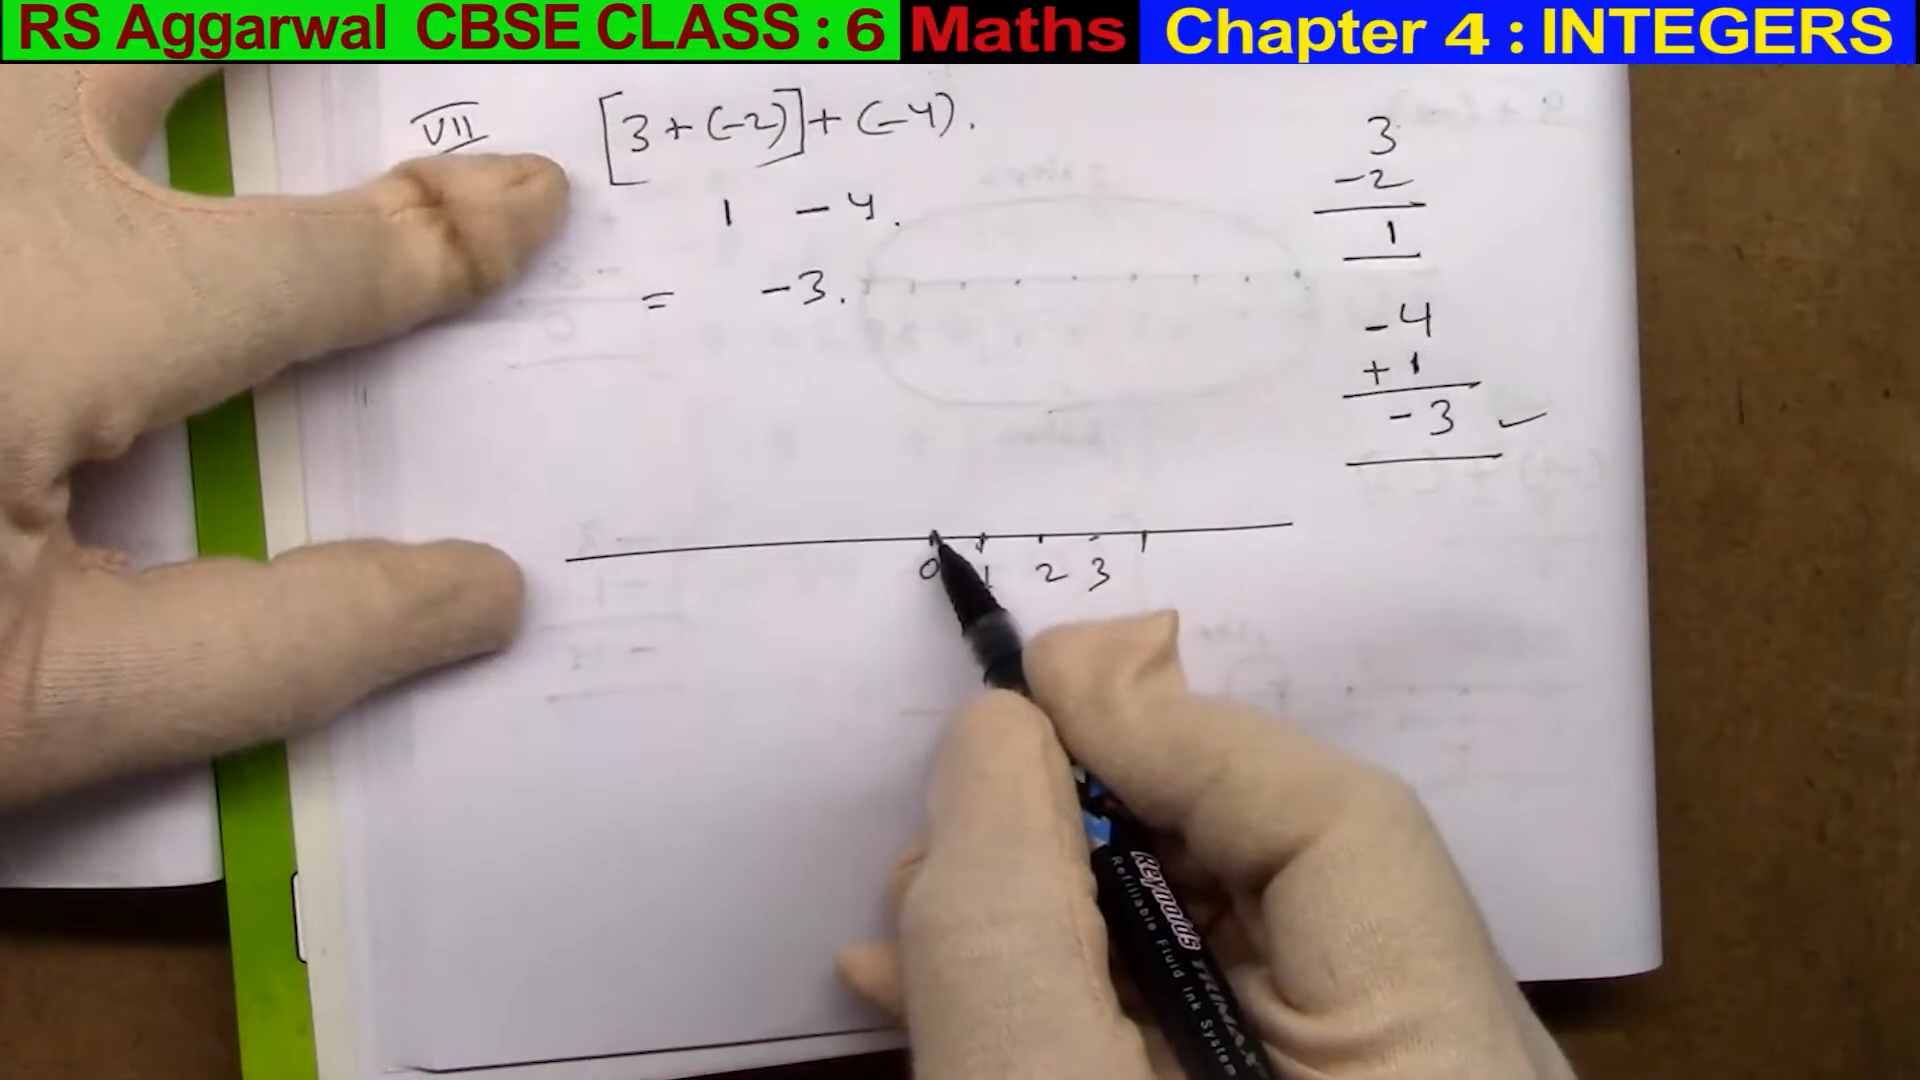 RS Aggarwal CBSE CLASS : 6 Maths Chapter 4 : INTEGERS
VII [3 + (-2)] + (-4).
1 - 4.
= -3.
3
-2
1
-4
+1
-3 ✓
0 1 2 3
REYNOLDS TRIMAX
Refillable Fluid Ink System